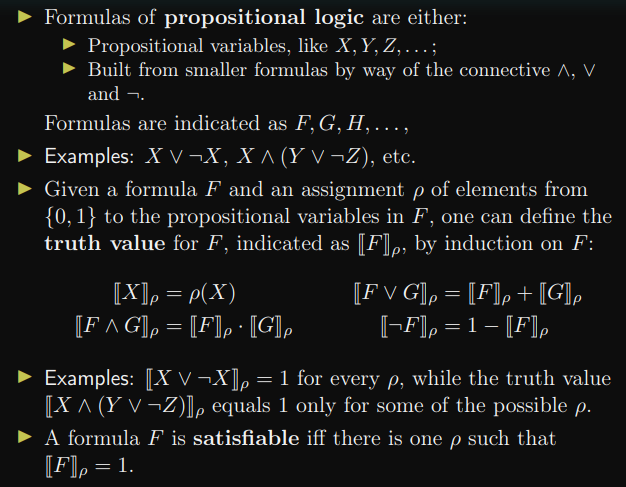 ▶ Formulas of propositional logic are either:
▶ Propositional variables, like X, Y, Z, . . . ;
▶ Built from smaller formulas by way of the connective ∧, ∨
and ¬.
Formulas are indicated as F, G, H, . . . ,
▶ Examples: X ∨ ¬X, X ∧ (Y ∨ ¬Z), etc.
▶ Given a formula F and an assignment ρ of elements from
{0, 1} to the propositional variables in F, one can define the
truth value for F, indicated as ⟦F⟧ρ, by induction on F:
⟦X⟧ρ = ρ(X) ⟦F ∨ G⟧ρ = ⟦F⟧ρ + ⟦G⟧ρ
⟦F ∧ G⟧ρ = ⟦F⟧ρ · ⟦G⟧ρ ⟦¬F⟧ρ = 1 − ⟦F⟧ρ
▶ Examples: ⟦X ∨ ¬X⟧ρ = 1 for every ρ, while the truth value
⟦X ∧ (Y ∨ ¬Z)⟧ρ equals 1 only for some of the possible ρ.
▶ A formula F is satisfiable iff there is one ρ such that
⟦F⟧ρ = 1.